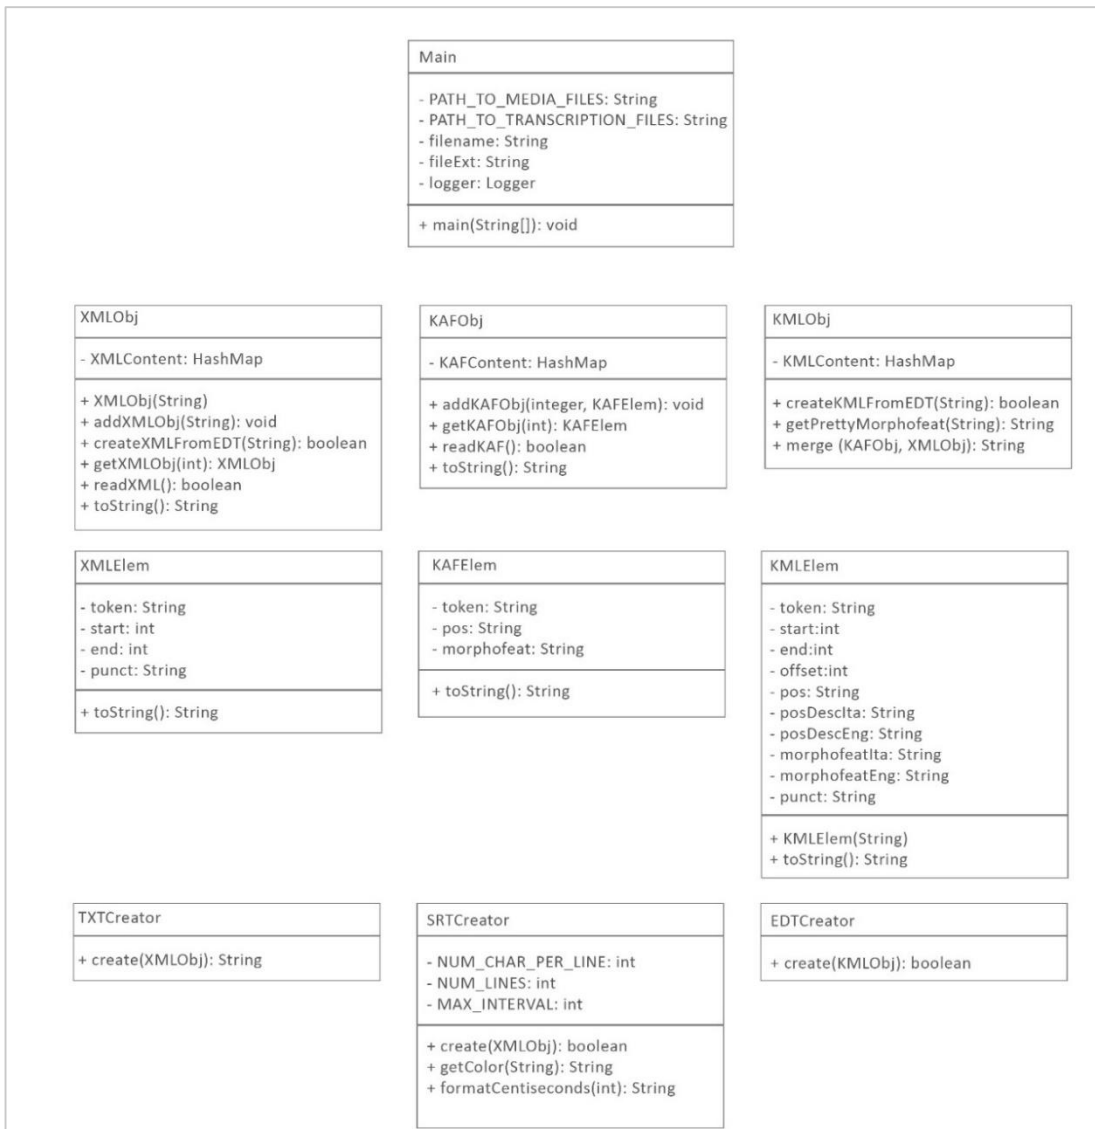 Main
- PATH_TO_MEDIA_FILES: String
- PATH_TO_TRANSCRIPTION_FILES: String
- filename: String
- fileExt: String
- logger: Logger
+ main(String[]): void
XMLObj
- XMLContent: HashMap
+ XMLObj(String)
+ addXMLObj(String): void
+ createXMLFromEDT(String): boolean
+ getXMLObj(int): XMLObj
+ readXML(): boolean
+ toString(): String
KAFObj
- KAFContent: HashMap
+ addKAFObj(integer, KAFElem): void
+ getKAFObj(int): KAFElem
+ readKAF(): boolean
+ toString(): String
KMLObj
- KMLContent: HashMap
+ createKMLFromEDT(String): boolean
+ getPrettyMorphofeat(String): String
+ merge (KAFObj, XMLObj): String
XMLElem
- token: String
- start: int
- end: int
- punct: String
+ toString(): String
KAFElem
- token: String
- pos: String
- morphofeat: String
+ toString(): String
KMLElem
- token: String
- start:int
- end:int
- offset:int
- pos: String
- posDescIta: String
- posDescEng: String
- morphofeatIta: String
- morphofeatEng: String
- punct: String
+ KMLElem(String)
+ toString(): String
TXTCreator
+ create(XMLObj): String
SRTCreator
- NUM_CHAR_PER_LINE: int
- NUM_LINES: int
- MAX_INTERVAL: int
+ create(XMLObj): boolean
+ getColor(String): String
+ formatCentiseconds(int): String
EDTCreator
+ create(KMLObj): boolean